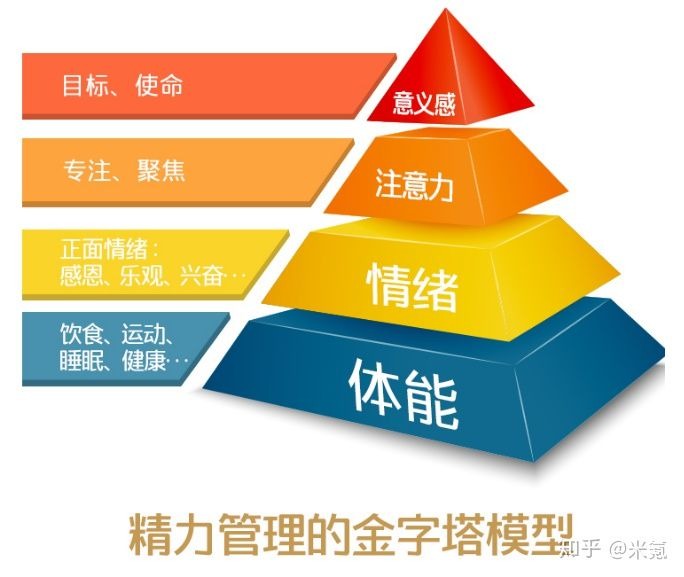 目标、使命
意义感
专注、聚焦
注意力
正面情绪：
感恩、乐观、兴奋…
情绪
饮食、运动、
睡眠、健康…
体能
精力管理的金字塔模型
知乎 @米氪